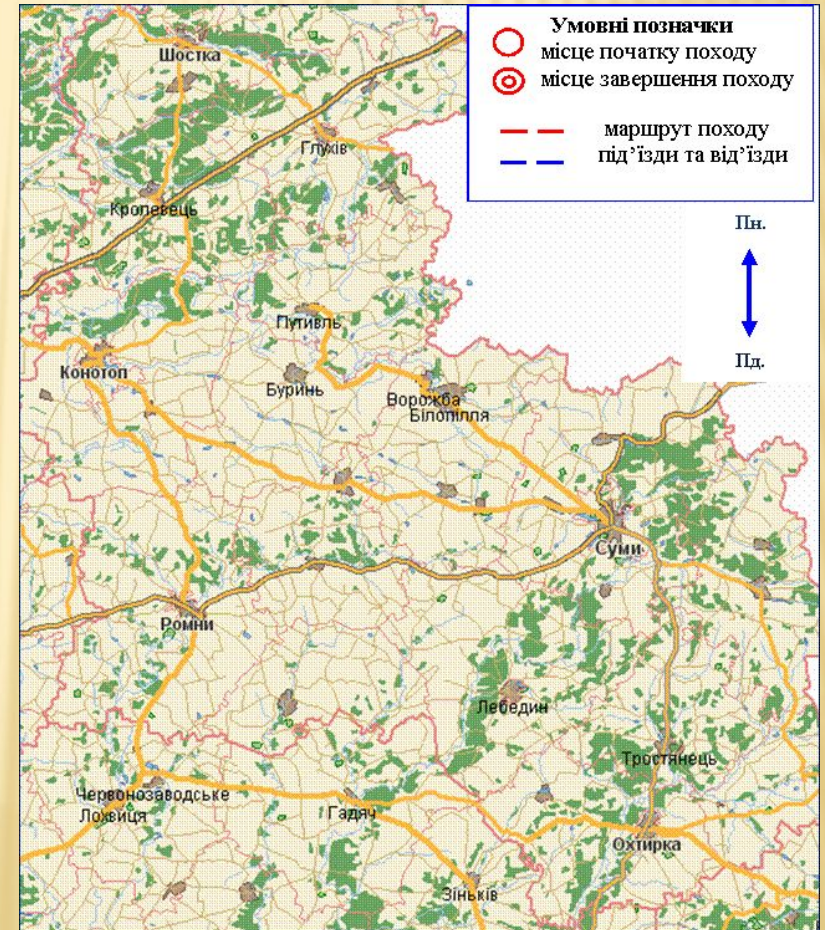 Умовні позначки
місце початку походу
місце завершення походу
маршрут походу
під’їзди та від’їзди
Пн.
Пд.
Шостка
Глухів
Кролевець
Путивль
Конотоп
Буринь
Ворожба
Білопілля
Суми
Ромни
Лебедин
Тростянець
Червонозаводське
Лохвиця
Гадяч
Охтирка
Зіньків